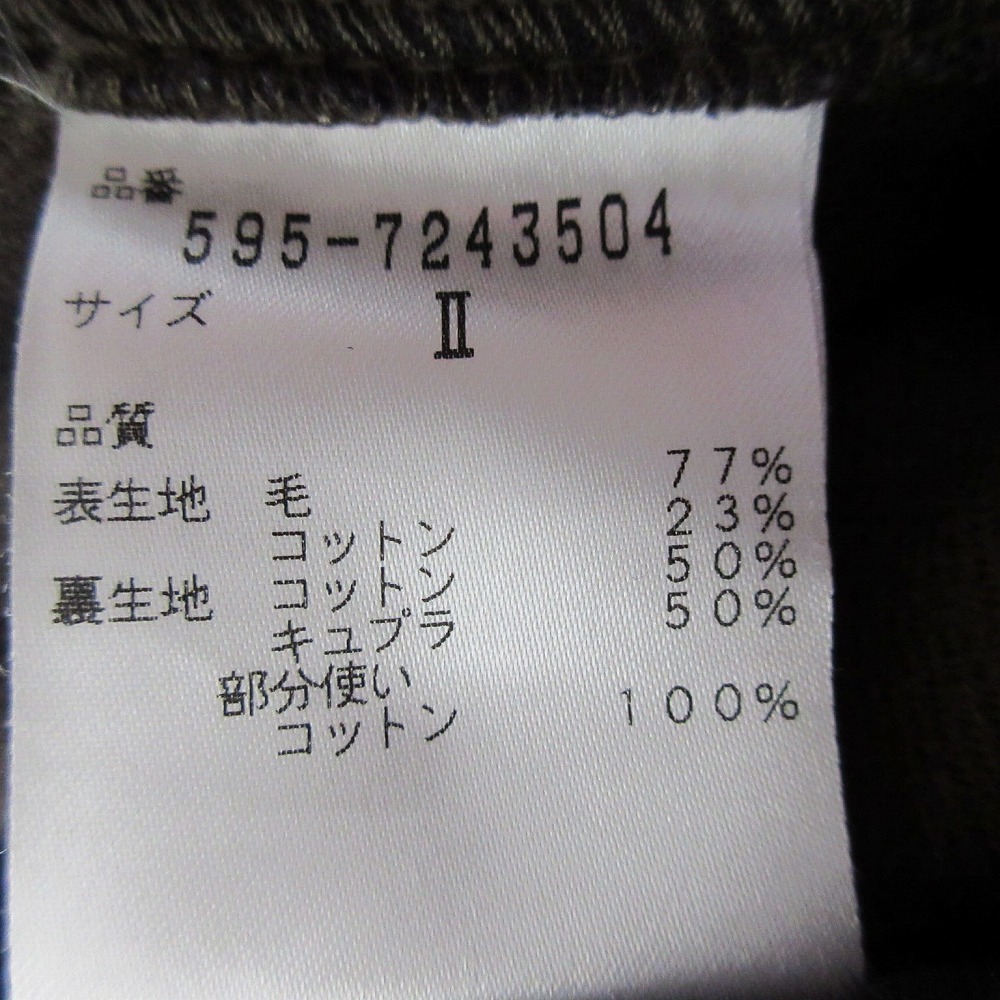 品番
595-7243504
サイズ Ⅱ
品質
表生地 毛 77%
コットン 23%
裏生地 コットン 50%
キュプラ 50%
部分使い
コットン 100%